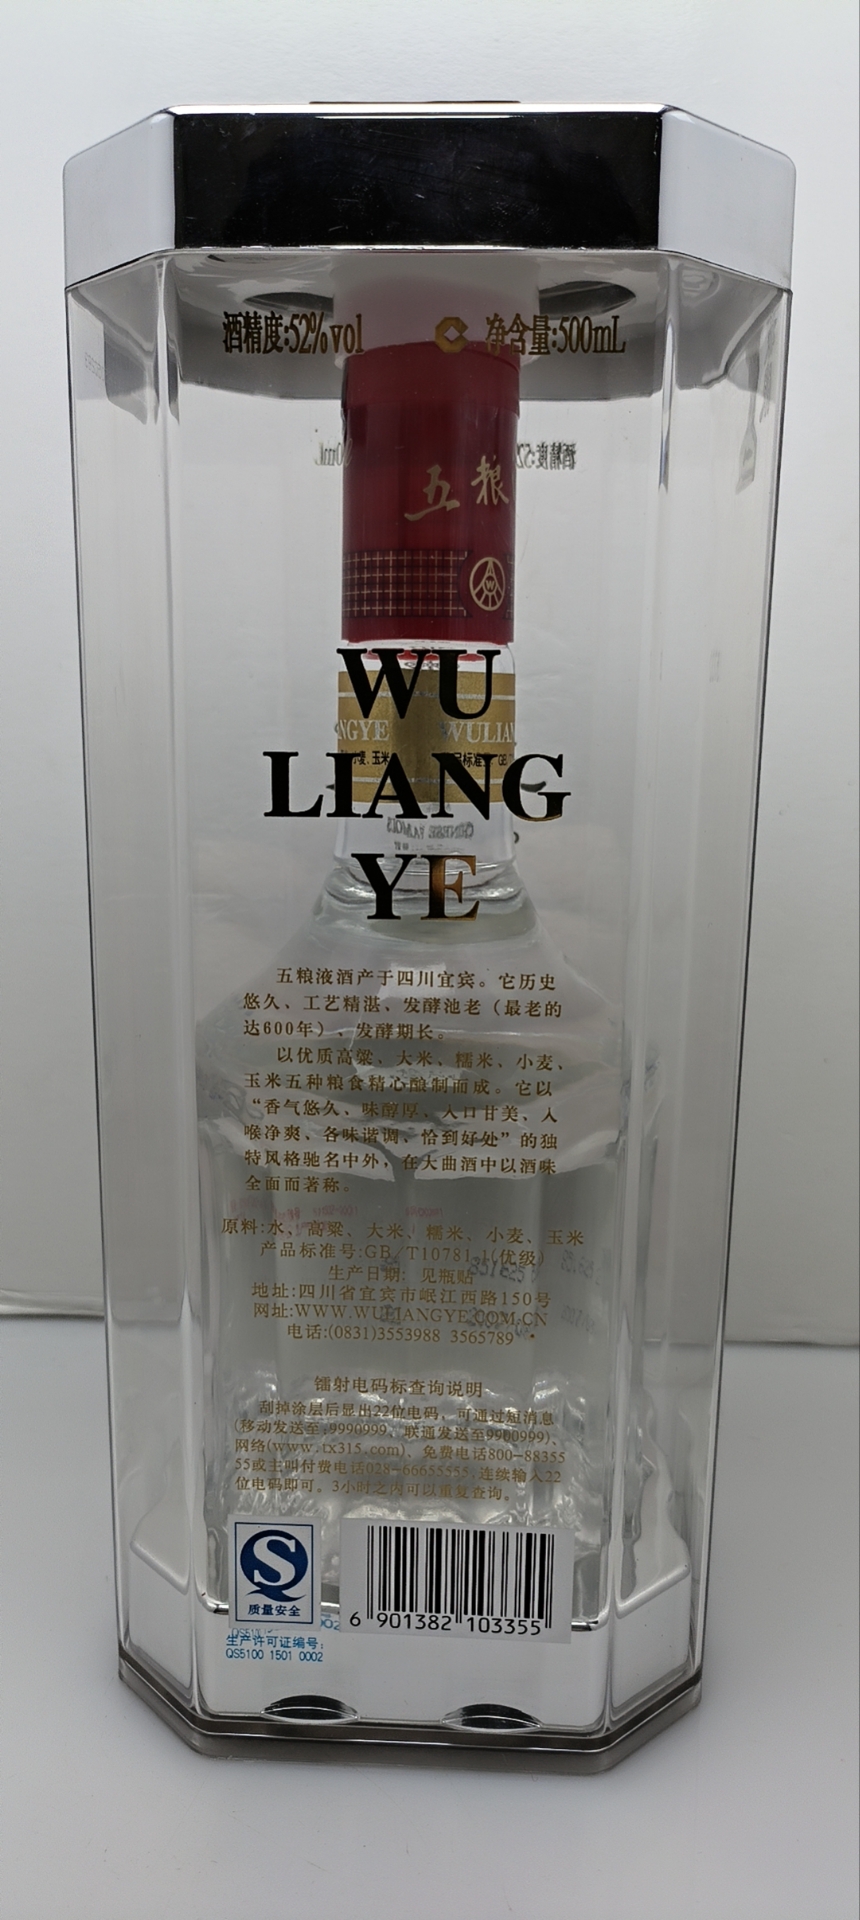 酒精度:52%vol 净含量:500mL
五粮
WU
LIANG
YE
五粮液酒产于四川宜宾。它历史
悠久、工艺精湛、发酵池老（最老的
达600年）、发酵期长。
以优质高粱、大米、糯米、小麦、
玉米五种粮食精心酿制而成。它以
“香气悠久、味醇厚、入口甘美、入
喉净爽、各味谐调、恰到好处”的独
特风格驰名中外，在大曲酒中以酒味
全面而著称。
原料:水、高粱、大米、糯米、小麦、玉米
产品标准号:GB/T10781.1(优级)
生产日期: 见瓶贴
地址:四川省宜宾市岷江西路150号
网址:WWW.WULIANGYE.COM.CN
电话:(0831)3553988 3565789
镭射电码标查询说明
刮掉涂层后显出22位电码，可通过短消息
(移动发送至:9990999、联通发送至9900999)、
网络(www.tx315.com)、免费电话800-88355
55或主叫付费电话028-66655555,连续输入22
位电码即可。3小时之内可以重复查询。
质量安全
6 901382 103355
生产许可证编号:
QS5100 1501 0002